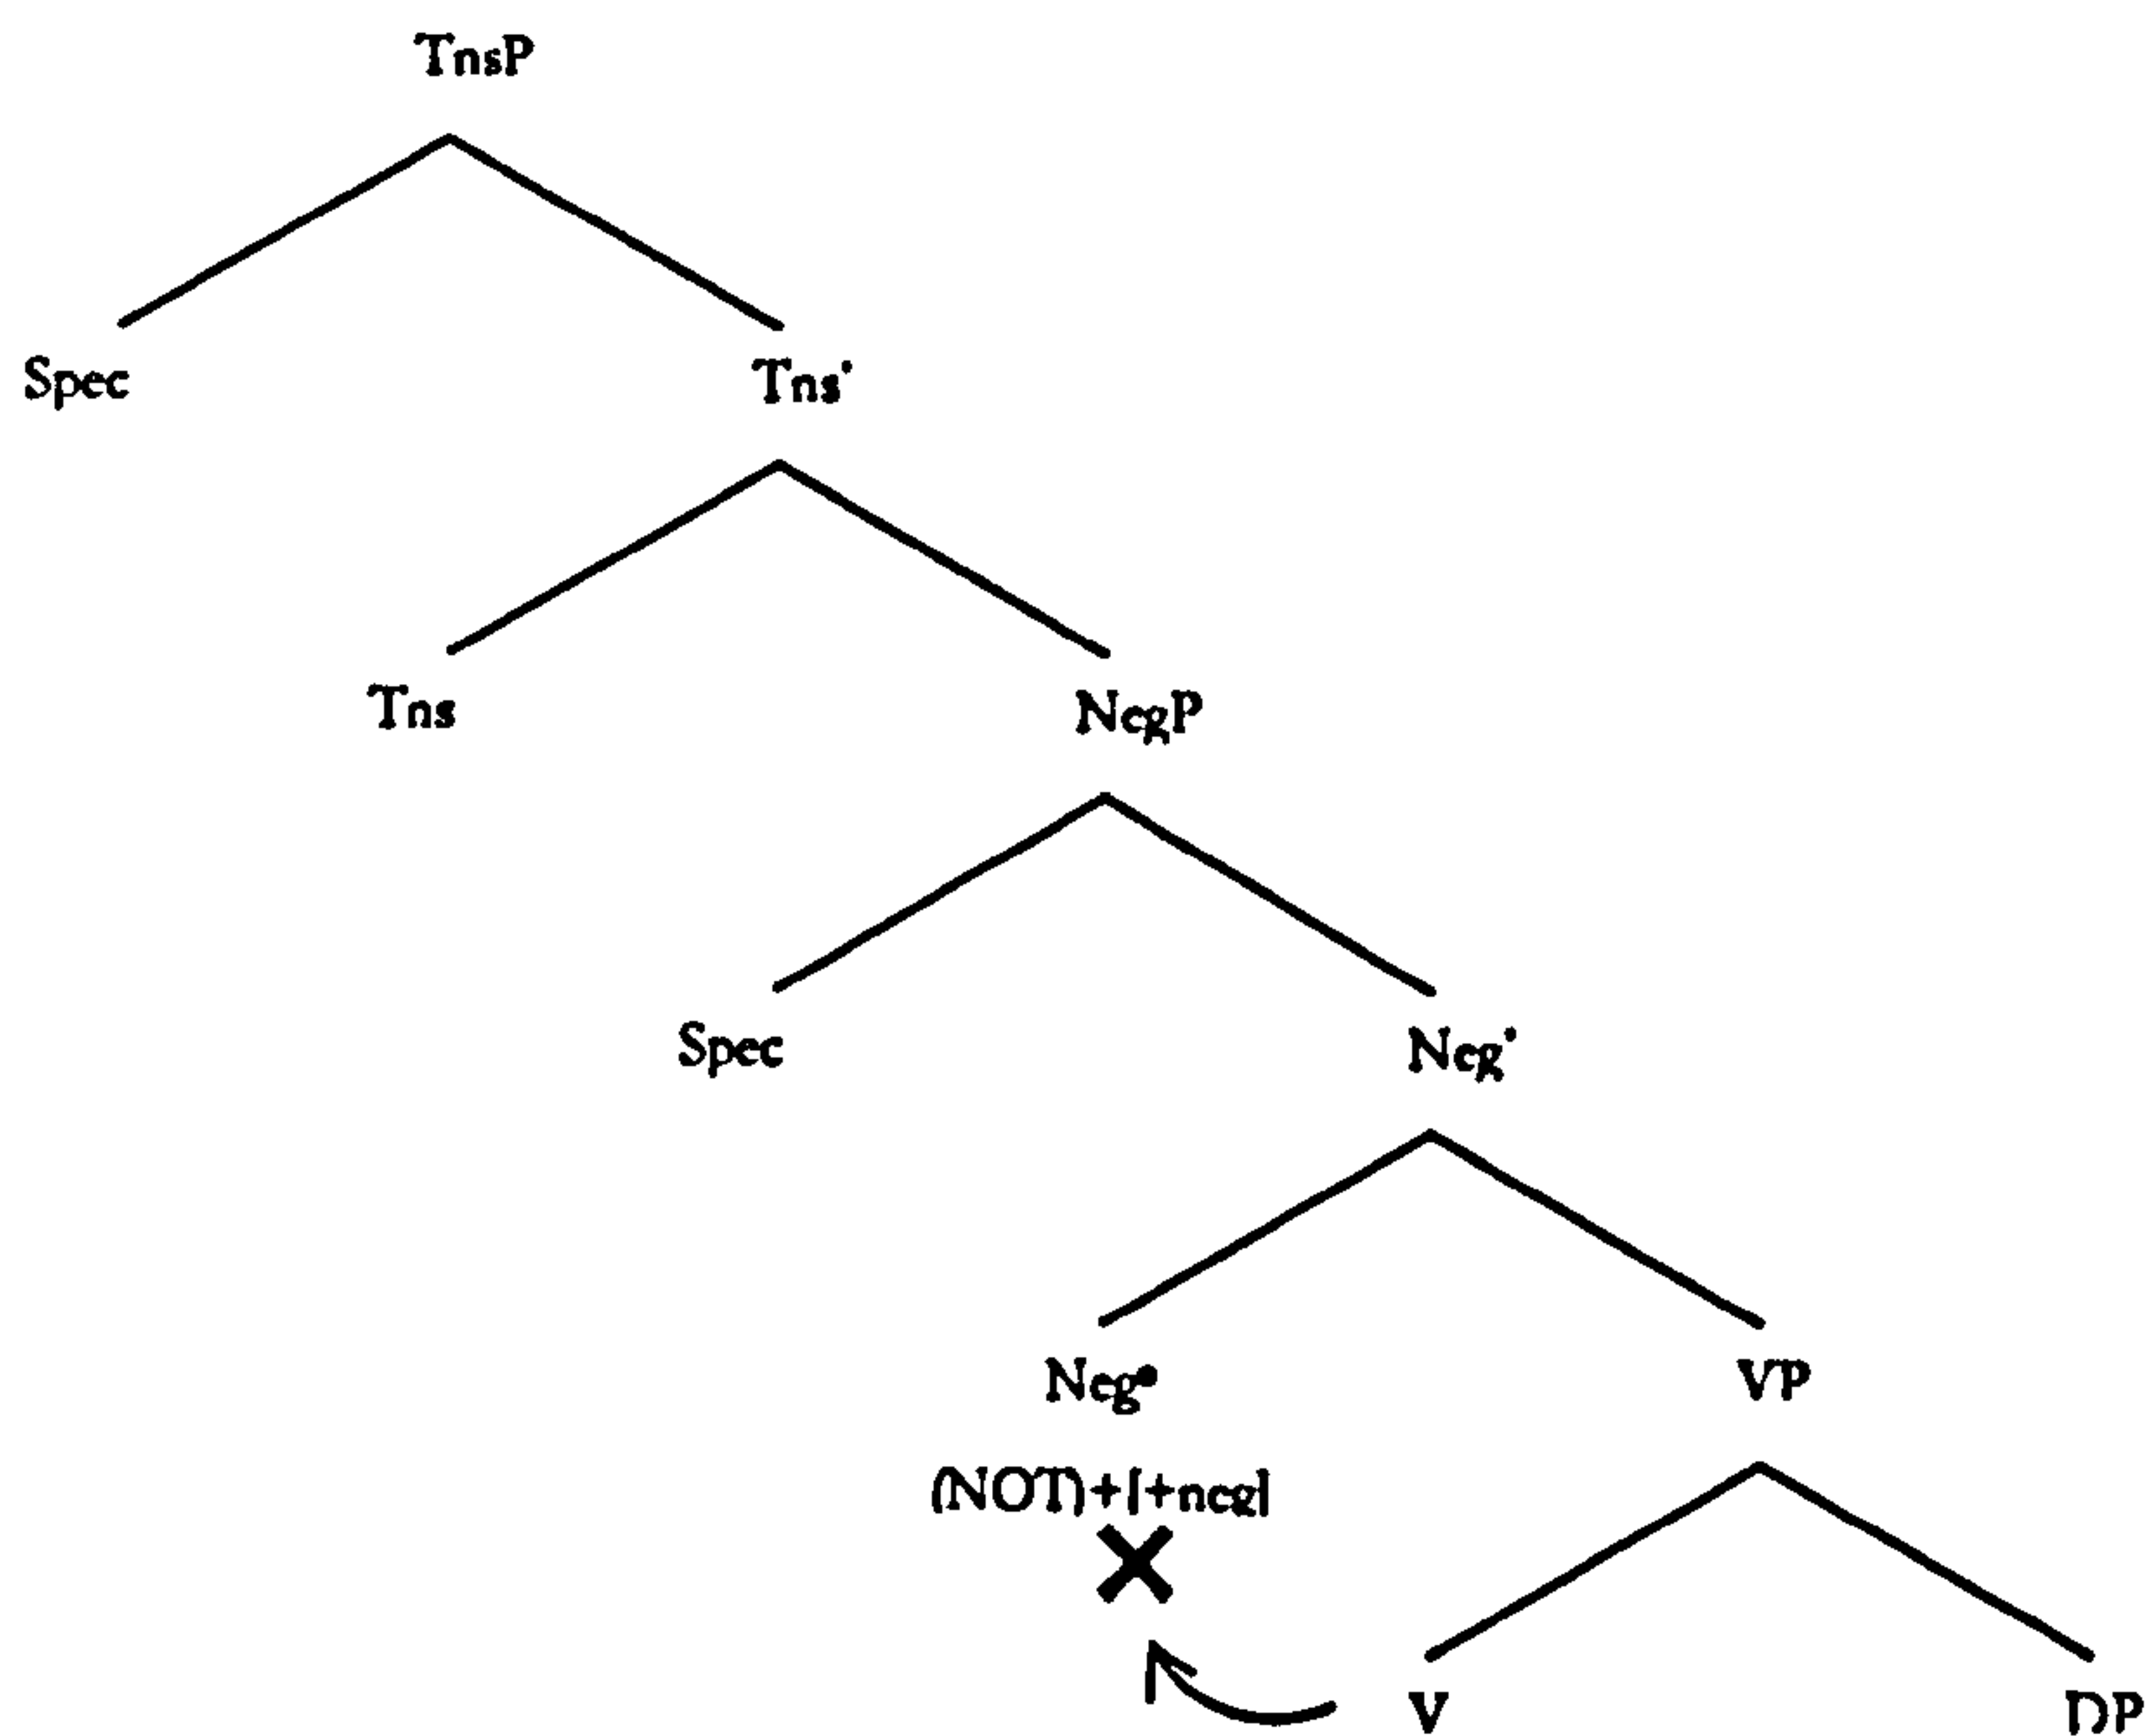 TnsP
Spec
Tns'
Tns
NegP
Spec
Neg'
Neg°
VP
(NOT)+[+neg]
V
DP